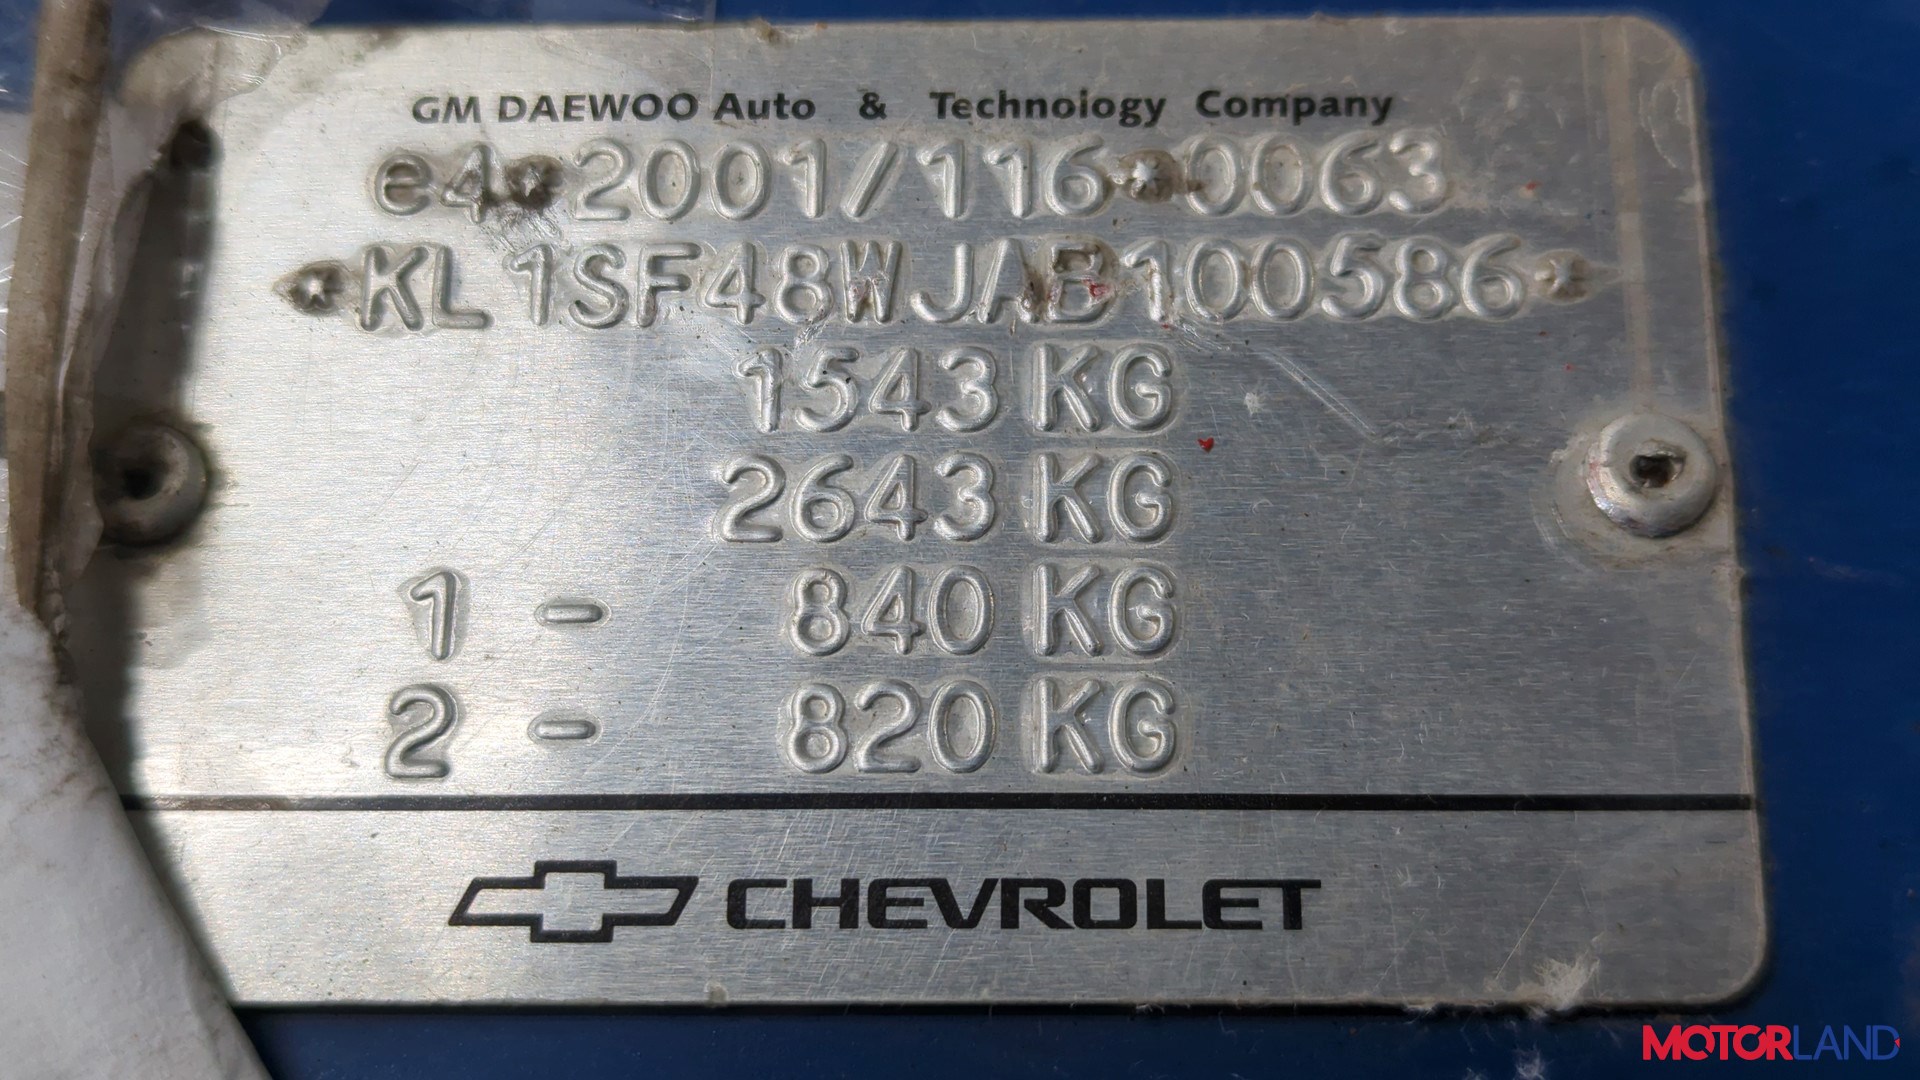 GM DAEWOO Auto & Technology Company
e4*2001/116*0063
*KL1SF48WJAB100586*
1543 KG
2643 KG
1 - 840 KG
2 - 820 KG
CHEVROLET
MOTORLAND